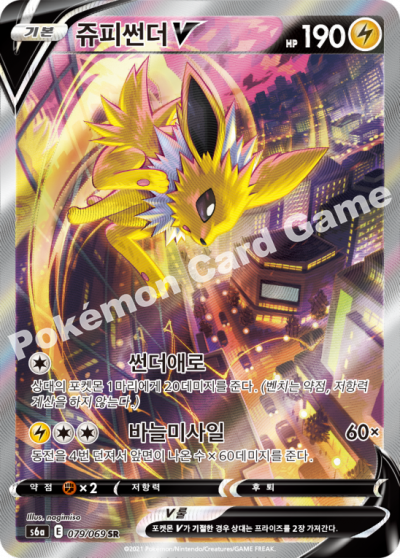 기본 쥬피썬더 V HP 190
Pokémon Card Game
썬더애로
상대의 포켓몬 1마리에게 20데미지를 준다. (벤치는 약점, 저항력
계산을 하지 않는다.)
바늘미사일 60×
동전을 4번 던져서 앞면이 나온 수×60데미지를 준다.
약점 ×2 저항력 후퇴
Illus. nagimiso
s6a E 079/069 SR
V 룰
포켓몬 V가 기절한 경우 상대는 프라이즈를 2장 가져간다.
©2021 Pokémon/Nintendo/Creatures/GAME FREAK.